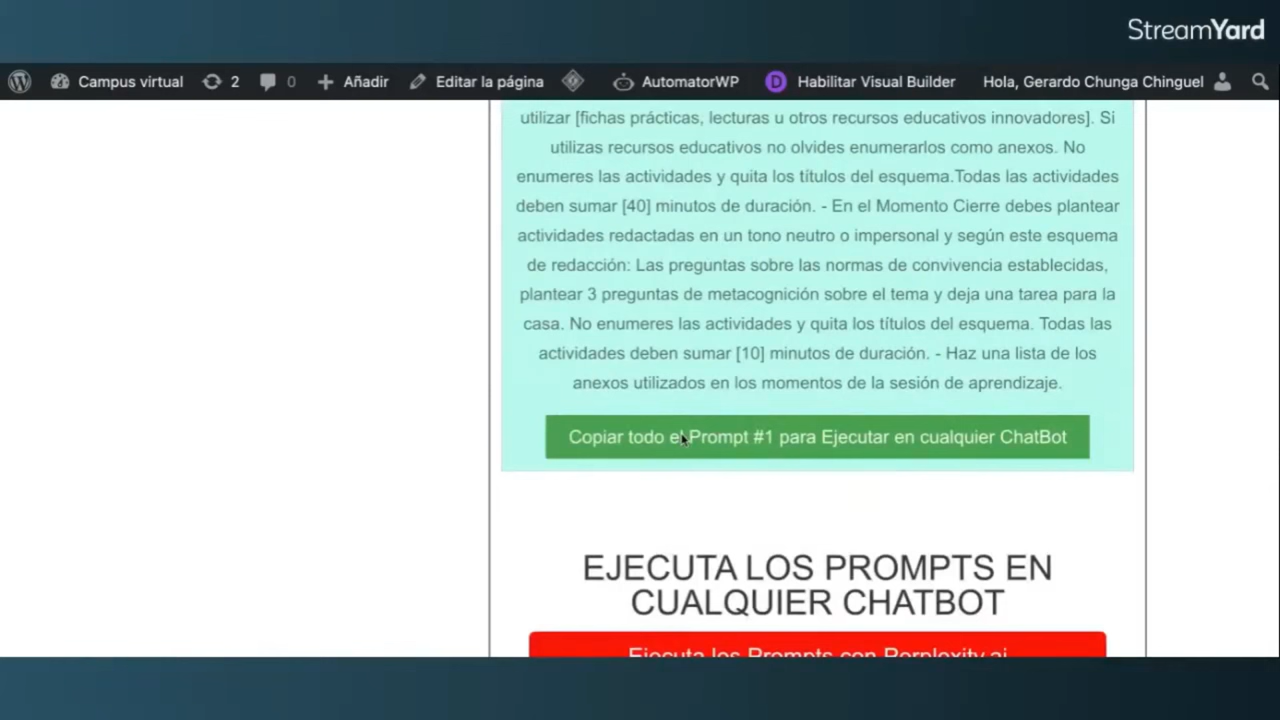 StreamYard
Campus virtual 2 0 Añadir Editar la página AutomatorWP D Habilitar Visual Builder Hola, Gerardo Chunga Chinguel
utilizar [fichas prácticas, lecturas u otros recursos educativos innovadores]. Si
utilizas recursos educativos no olvides enumerarlos como anexos. No
enumeres las actividades y quita los títulos del esquema.Todas las actividades
deben sumar [40] minutos de duración. - En el Momento Cierre debes plantear
actividades redactadas en un tono neutro o impersonal y según este esquema
de redacción: Las preguntas sobre las normas de convivencia establecidas,
plantear 3 preguntas de metacognición sobre el tema y deja una tarea para la
casa. No enumeres las actividades y quita los títulos del esquema. Todas las
actividades deben sumar [10] minutos de duración. - Haz una lista de los
anexos utilizados en los momentos de la sesión de aprendizaje.
Copiar todo el Prompt #1 para Ejecutar en cualquier ChatBot
EJECUTA LOS PROMPTS EN
CUALQUIER CHATBOT
Ejecuta los Prompts con Perplexity.ai